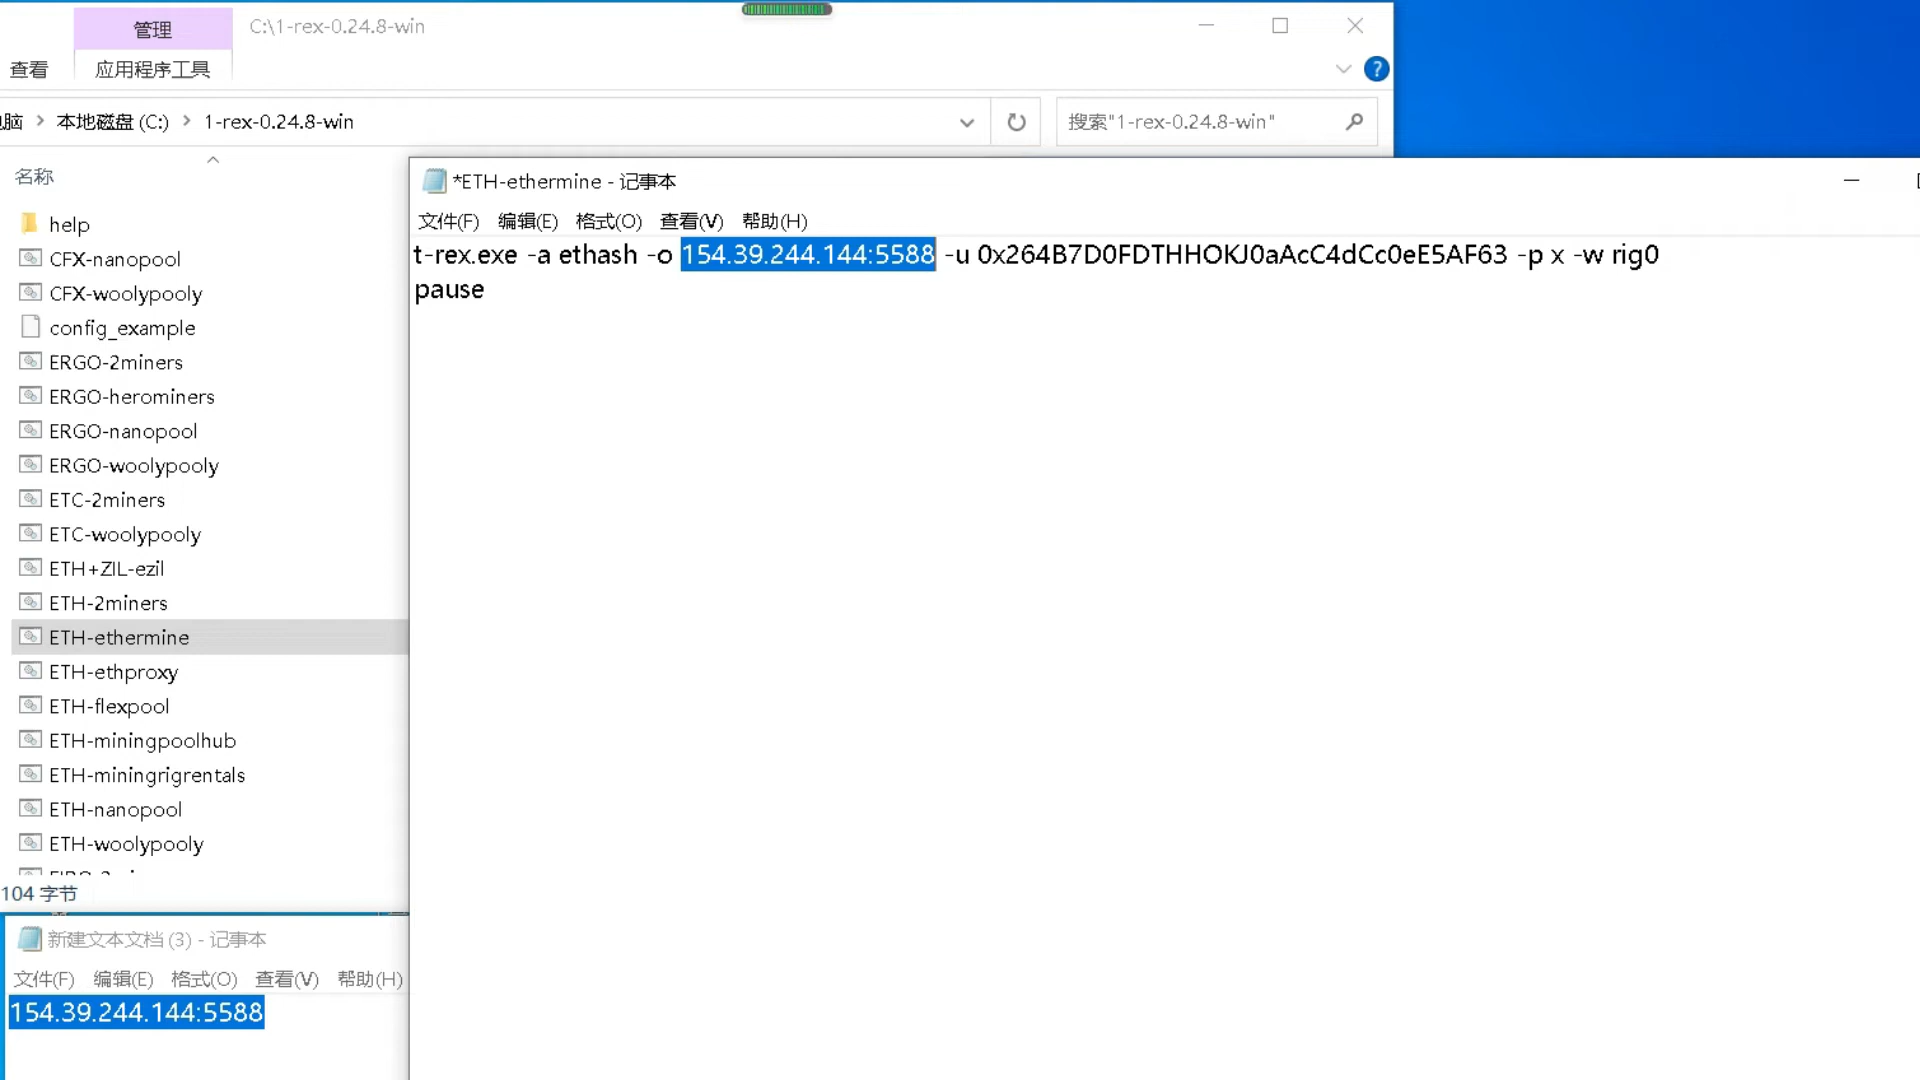 管理
C:\1-rex-0.24.8-win
查看
应用程序工具
?
脑 > 本地磁盘 (C:) > 1-rex-0.24.8-win
搜索"1-rex-0.24.8-win"
名称
help
CFX-nanopool
CFX-woolypooly
config_example
ERGO-2miners
ERGO-herominers
ERGO-nanopool
ERGO-woolypooly
ETC-2miners
ETC-woolypooly
ETH+ZIL-ezil
ETH-2miners
ETH-ethermine
ETH-ethproxy
ETH-flexpool
ETH-miningpoolhub
ETH-miningrigrentals
ETH-nanopool
ETH-woolypooly
104 字节
*ETH-ethermine - 记事本
文件(F) 编辑(E) 格式(O) 查看(V) 帮助(H)
t-rex.exe -a ethash -o 154.39.244.144:5588 -u 0x264B7D0FDTHHOKJ0aAcC4dCc0eE5AF63 -p x -w rig0
pause
新建文本文档 (3) - 记事本
文件(F) 编辑(E) 格式(O) 查看(V) 帮助(H)
154.39.244.144:5588